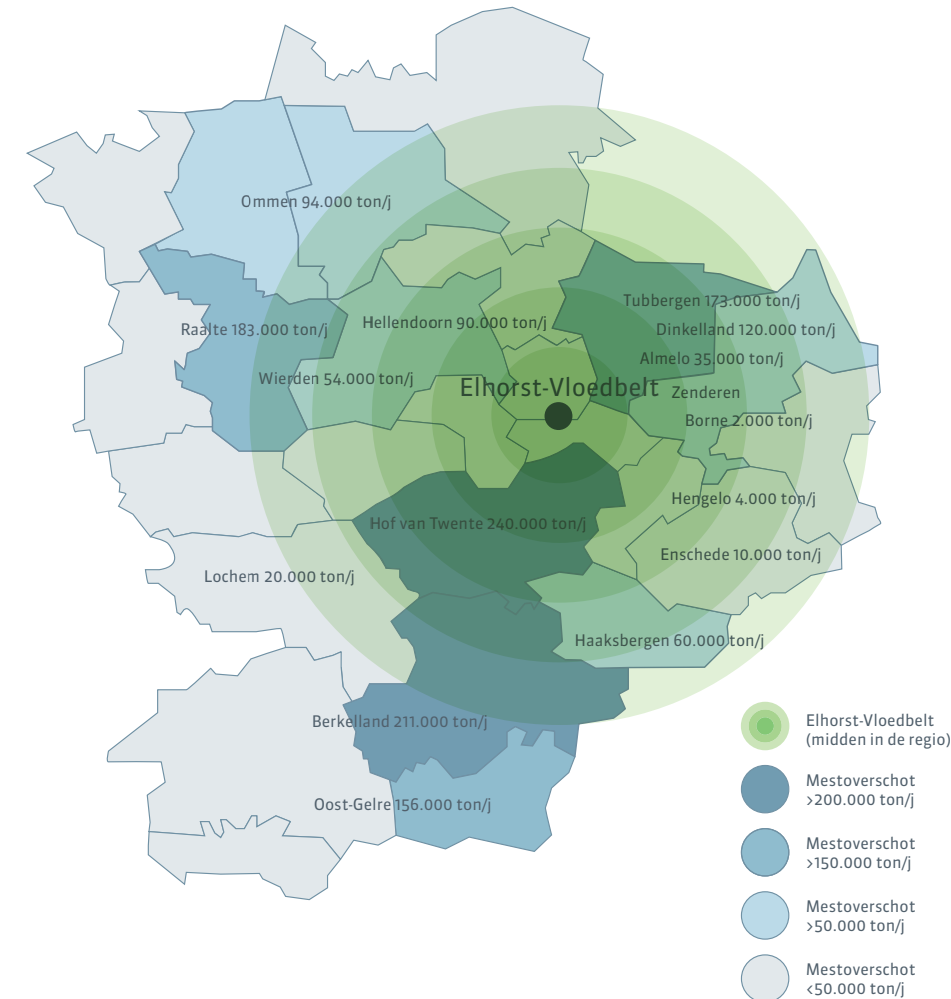 Ommen 94.000 ton/j
Tubbergen 173.000 ton/j
Hellendoorn 90.000 ton/j
Raalte 183.000 ton/j
Dinkelland 120.000 ton/j
Almelo 35.000 ton/j
Wierden 54.000 ton/j
Elhorst-Vloedbelt
Zenderen
Borne 2.000 ton/j
Hengelo 4.000 ton/j
Hof van Twente 240.000 ton/j
Enschede 10.000 ton/j
Lochem 20.000 ton/j
Haaksbergen 60.000 ton/j
Berkelland 211.000 ton/j
Oost-Gelre 156.000 ton/j
Elhorst-Vloedbelt
(midden in de regio)
Mestoverschot
>200.000 ton/j
Mestoverschot
>150.000 ton/j
Mestoverschot
>50.000 ton/j
Mestoverschot
<50.000 ton/j